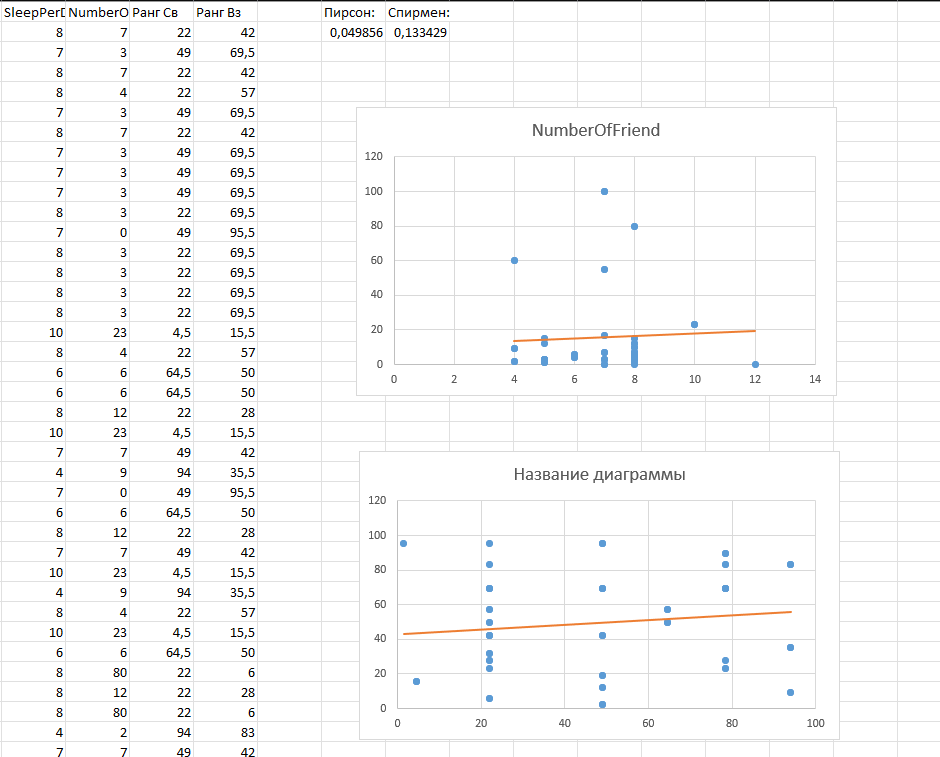 SleepPerD NumberO Ранг Св Ранг Вз Пирсон: Спирмен:
8 7 22 42 0,049856 0,133429
7 3 49 69,5
8 7 22 42
8 4 22 57
7 3 49 69,5
8 7 22 42
7 3 49 69,5
7 3 49 69,5
7 3 49 69,5
8 3 22 69,5
7 0 49 95,5
8 3 22 69,5
8 3 22 69,5
8 3 22 69,5
8 3 22 69,5
10 23 4,5 15,5
8 4 22 57
6 6 64,5 50
6 6 64,5 50
8 12 22 28
10 23 4,5 15,5
7 7 49 42
4 9 94 35,5
7 0 49 95,5
6 6 64,5 50
8 12 22 28
7 7 49 42
10 23 4,5 15,5
4 9 94 35,5
8 4 22 57
10 23 4,5 15,5
6 6 64,5 50
8 80 22 6
8 12 22 28
8 80 22 6
4 2 94 83
7 7 49 42
NumberOfFriend
120
100
80
60
40
20
0
0 2 4 6 8 10 12 14
Название диаграммы
120
100
80
60
40
20
0
0 20 40 60 80 100